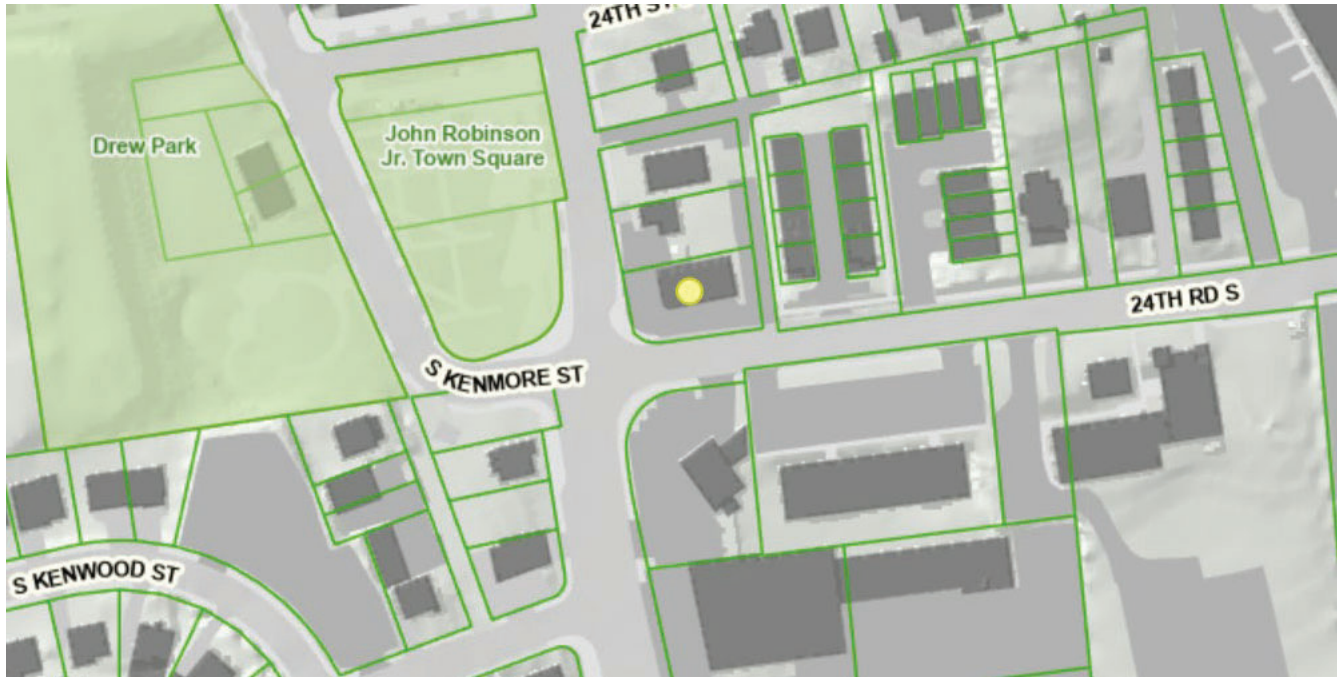 24TH ST
Drew Park
John Robinson
Jr. Town Square
24TH RD S
S KENMORE ST
S KENWOOD ST